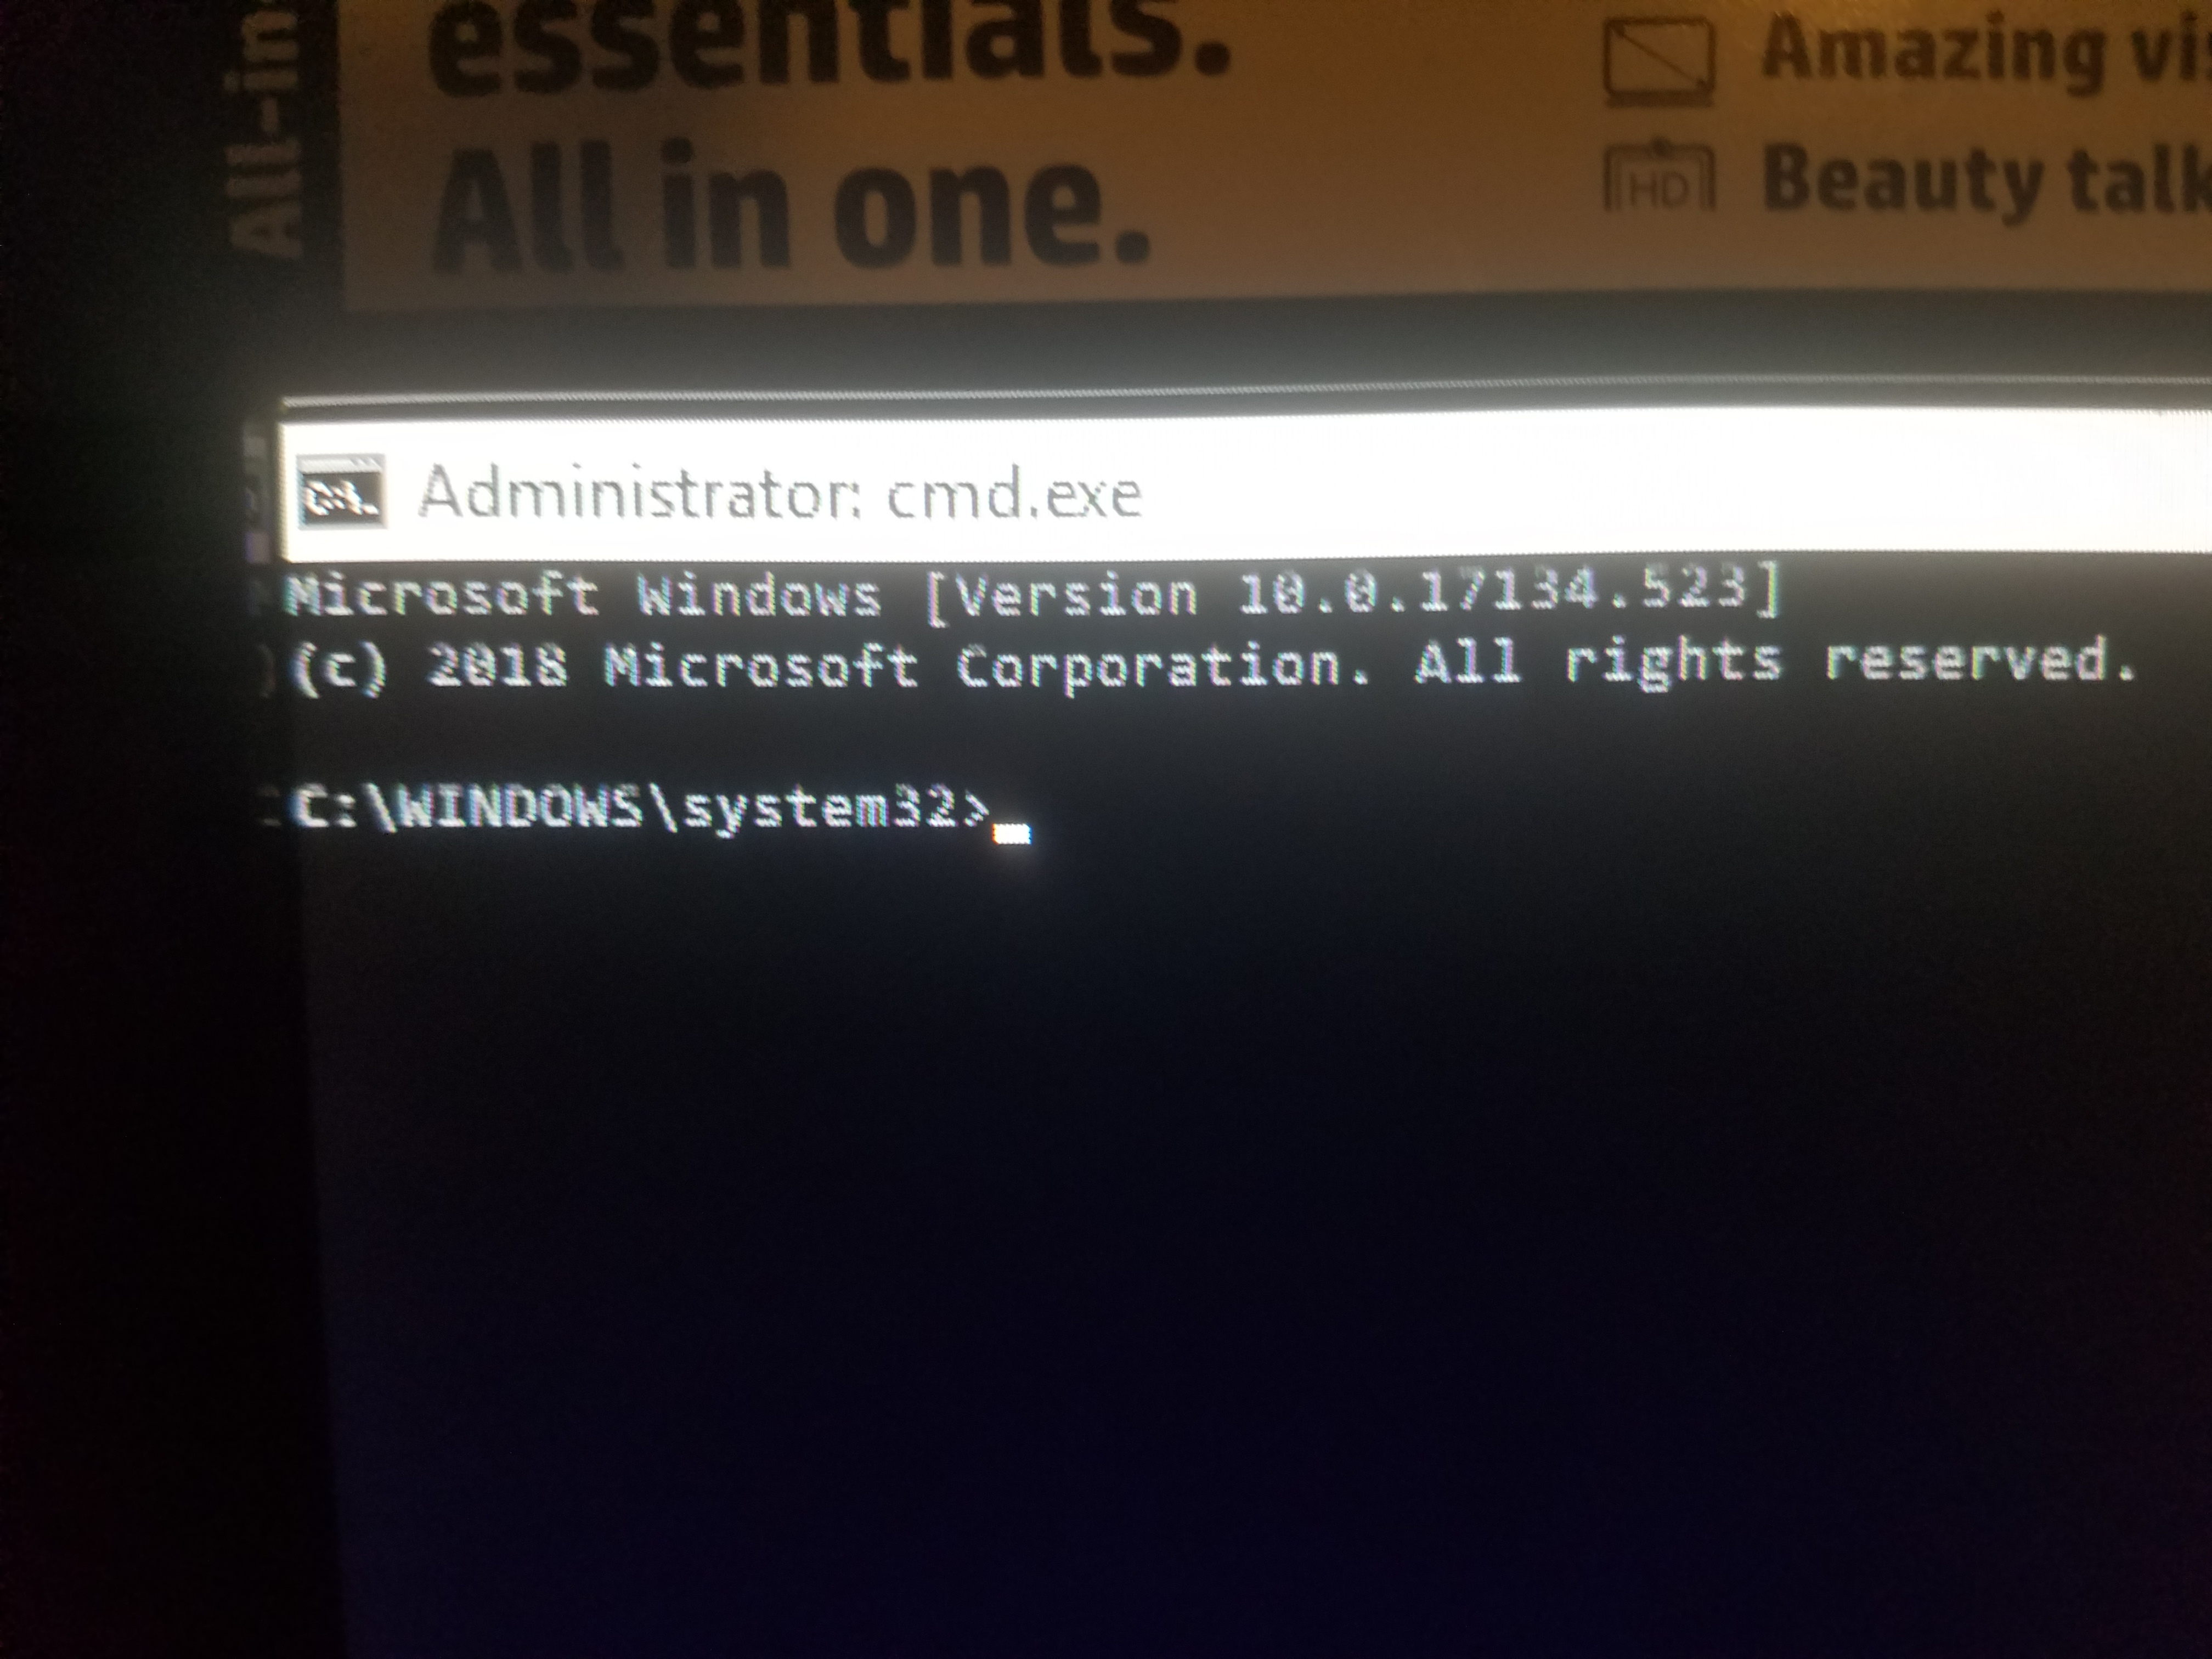 All-in
essentials.
All in one.
Amazing
HD
Beauty talk
Administrator: cmd.exe
Microsoft Windows [Version 10.0.17134.523]
(c) 2018 Microsoft Corporation. All rights reserved.
C:\WINDOWS\system32>